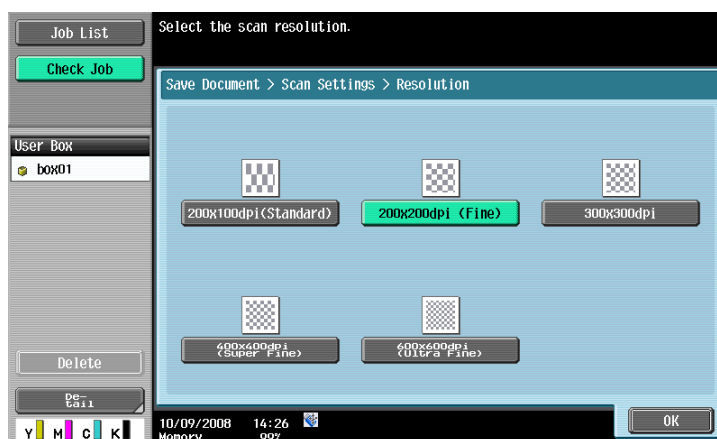 Job List
Check Job
Select the scan resolution.
Save Document > Scan Settings > Resolution
User Box
box01
200x100dpi(Standard)
200x200dpi (Fine)
300x300dpi
400x400dpi
(Super Fine)
600x600dpi
(Ultra Fine)
Delete
De-
tail
Y M C K
10/09/2008 14:26
Memory 99%
OK